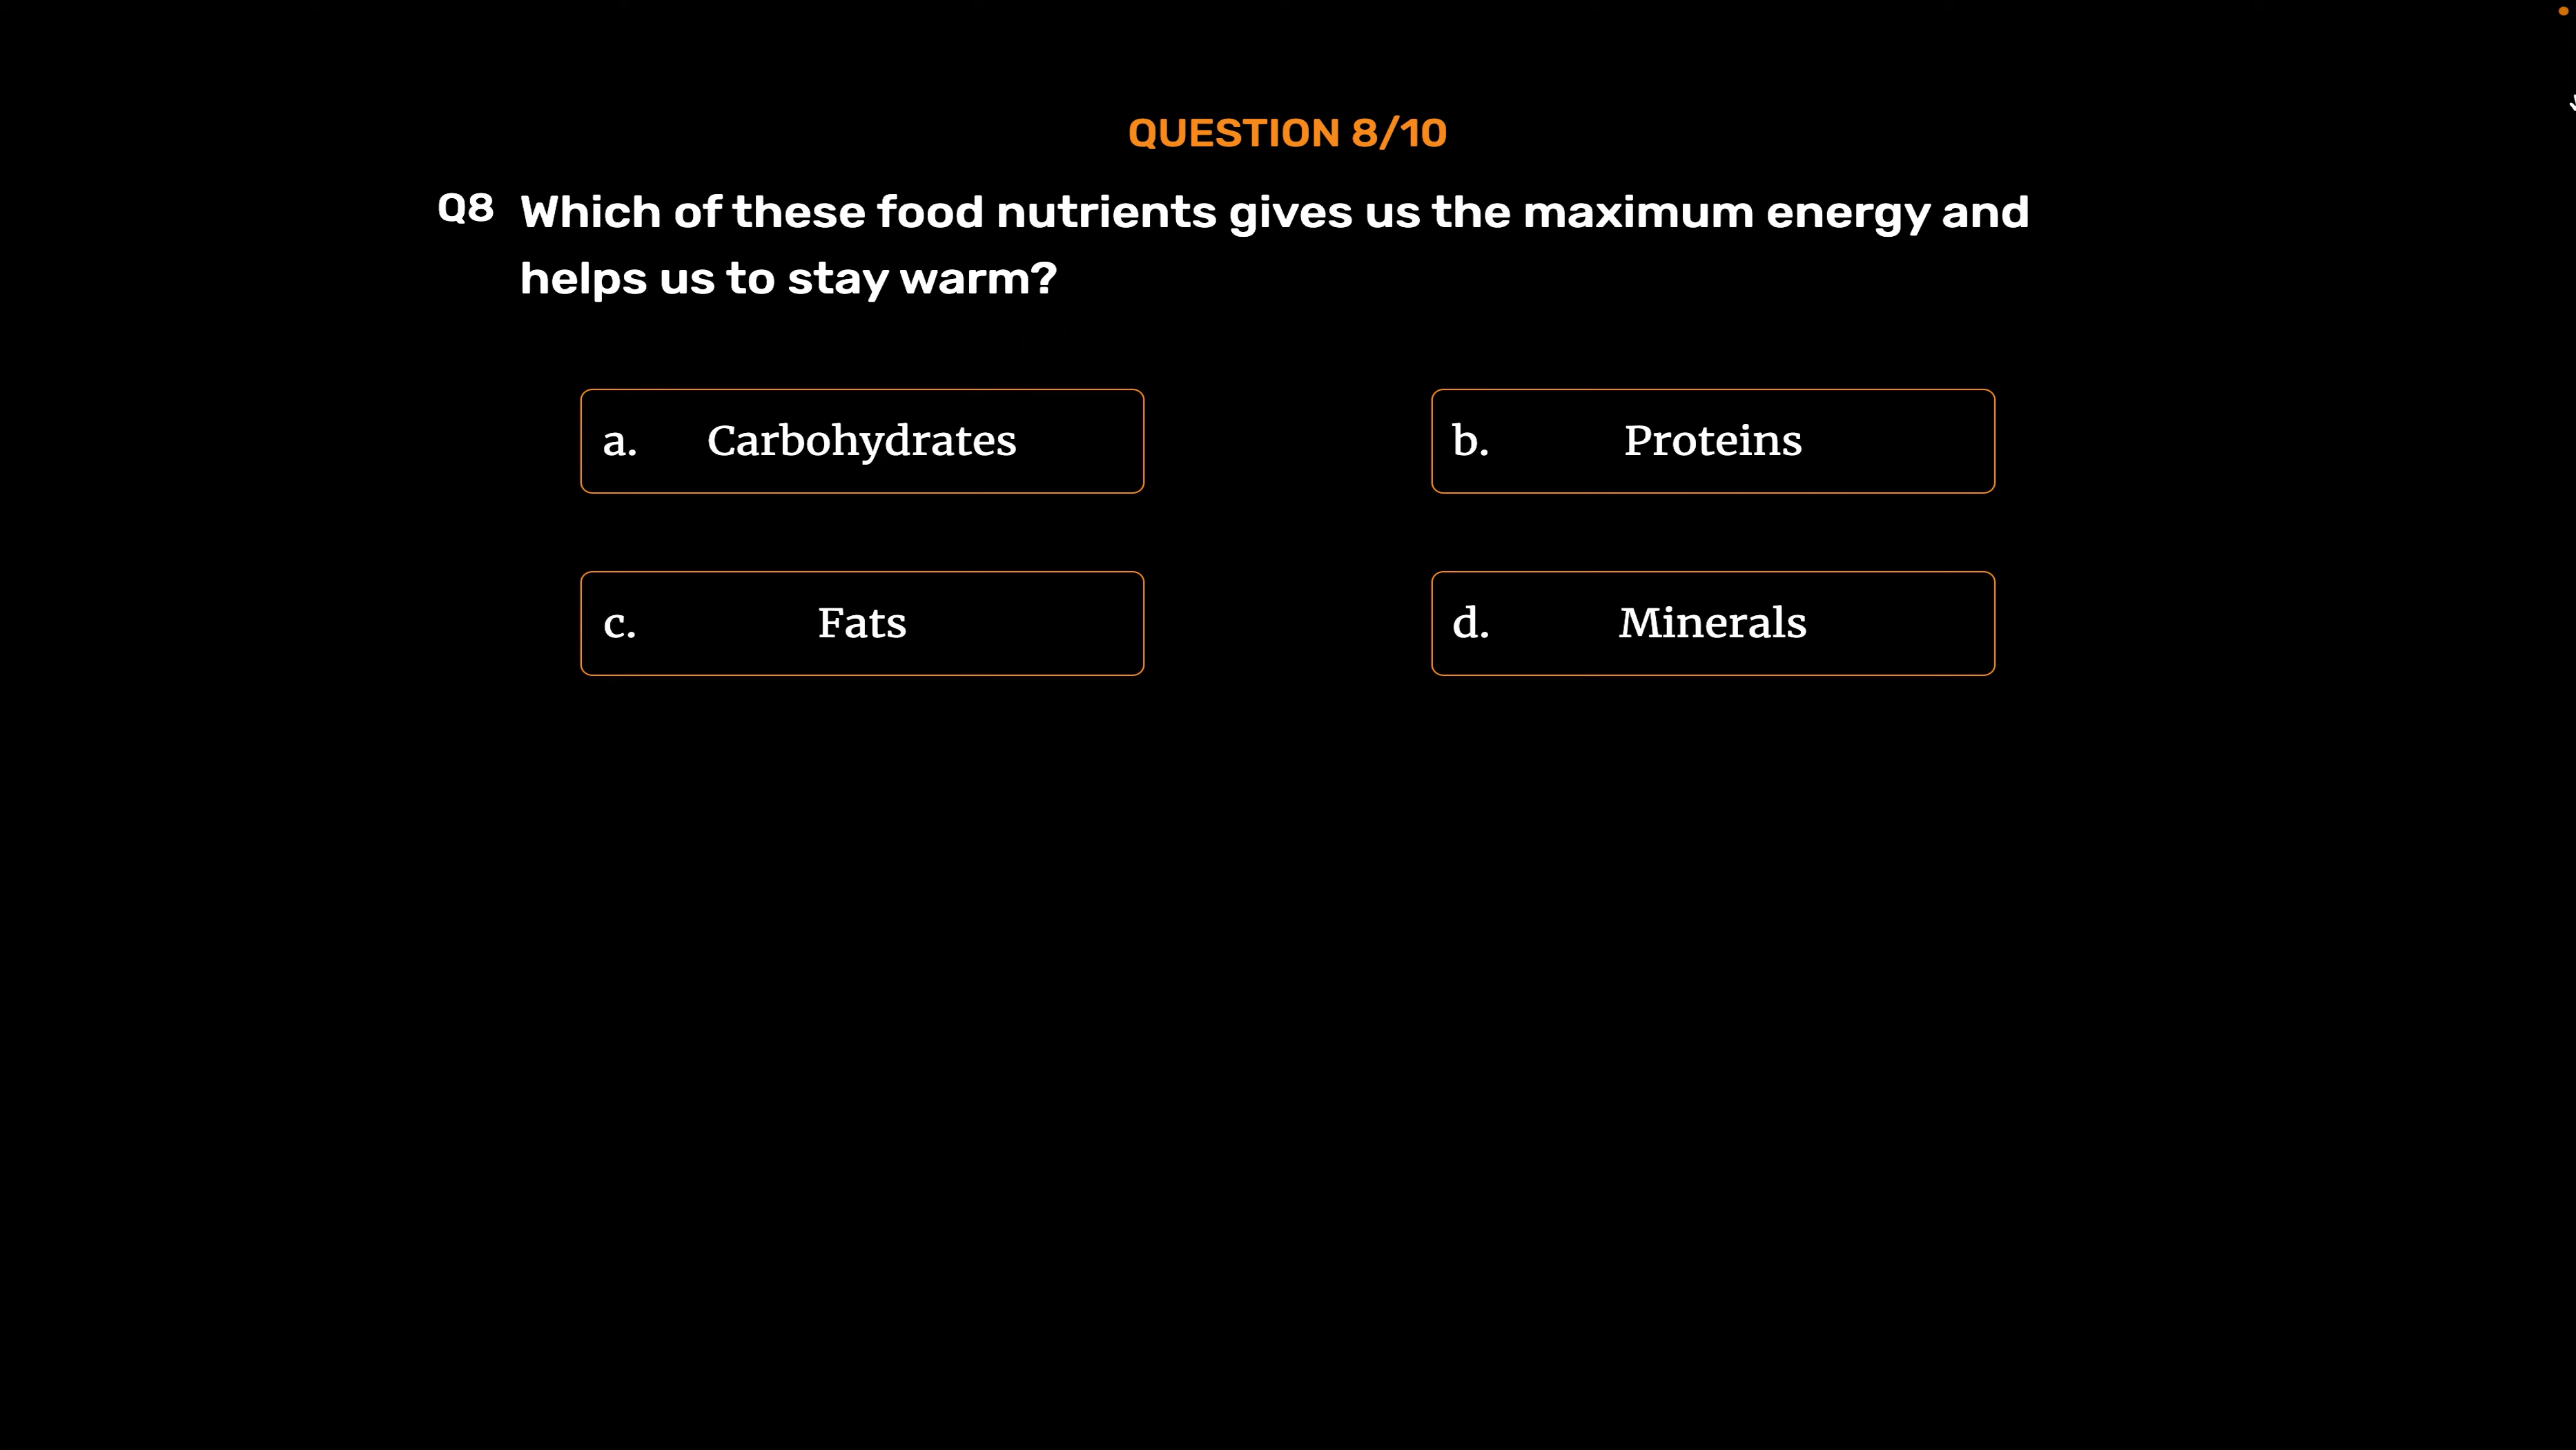 QUESTION 8/10
Q8 Which of these food nutrients gives us the maximum energy and
helps us to stay warm?
a. Carbohydrates
b. Proteins
c. Fats
d. Minerals